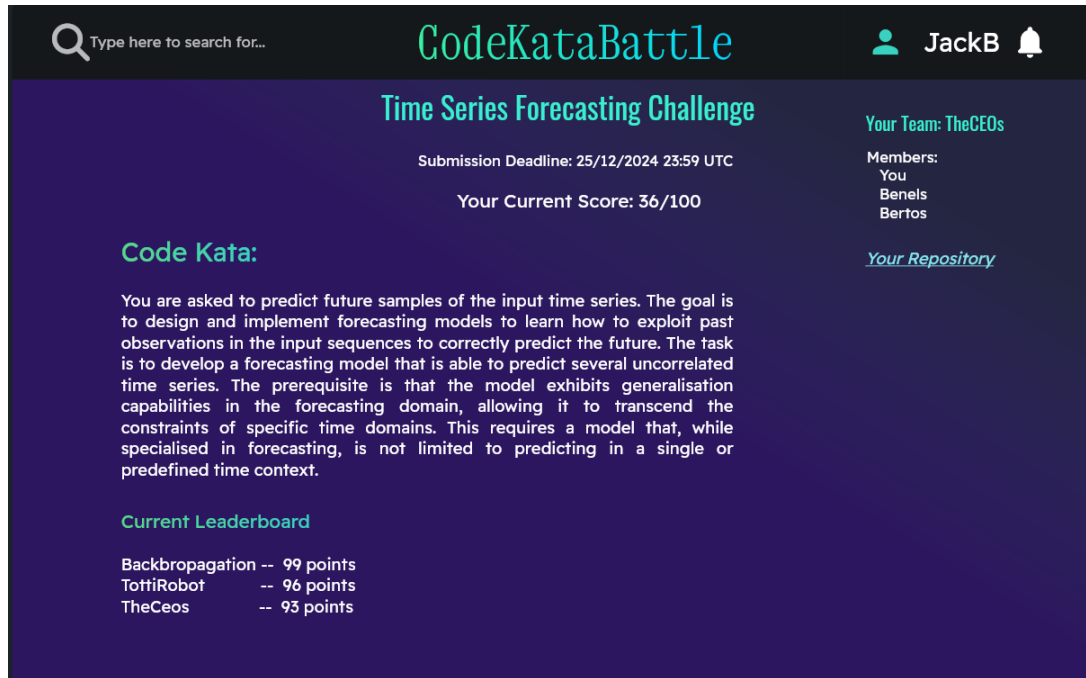 Type here to search for...
CodeKataBattle
JackB
Time Series Forecasting Challenge
Submission Deadline: 25/12/2024 23:59 UTC
Your Current Score: 36/100
Your Team: TheCEOs
Members:
You
Benels
Bertos
Your Repository
Code Kata:
You are asked to predict future samples of the input time series. The goal is
to design and implement forecasting models to learn how to exploit past
observations in the input sequences to correctly predict the future. The task
is to develop a forecasting model that is able to predict several uncorrelated
time series. The prerequisite is that the model exhibits generalisation
capabilities in the forecasting domain, allowing it to transcend the
constraints of specific time domains. This requires a model that, while
specialised in forecasting, is not limited to predicting in a single or
predefined time context.
Current Leaderboard
Backbropagation -- 99 points
TottiRobot -- 96 points
TheCeos -- 93 points